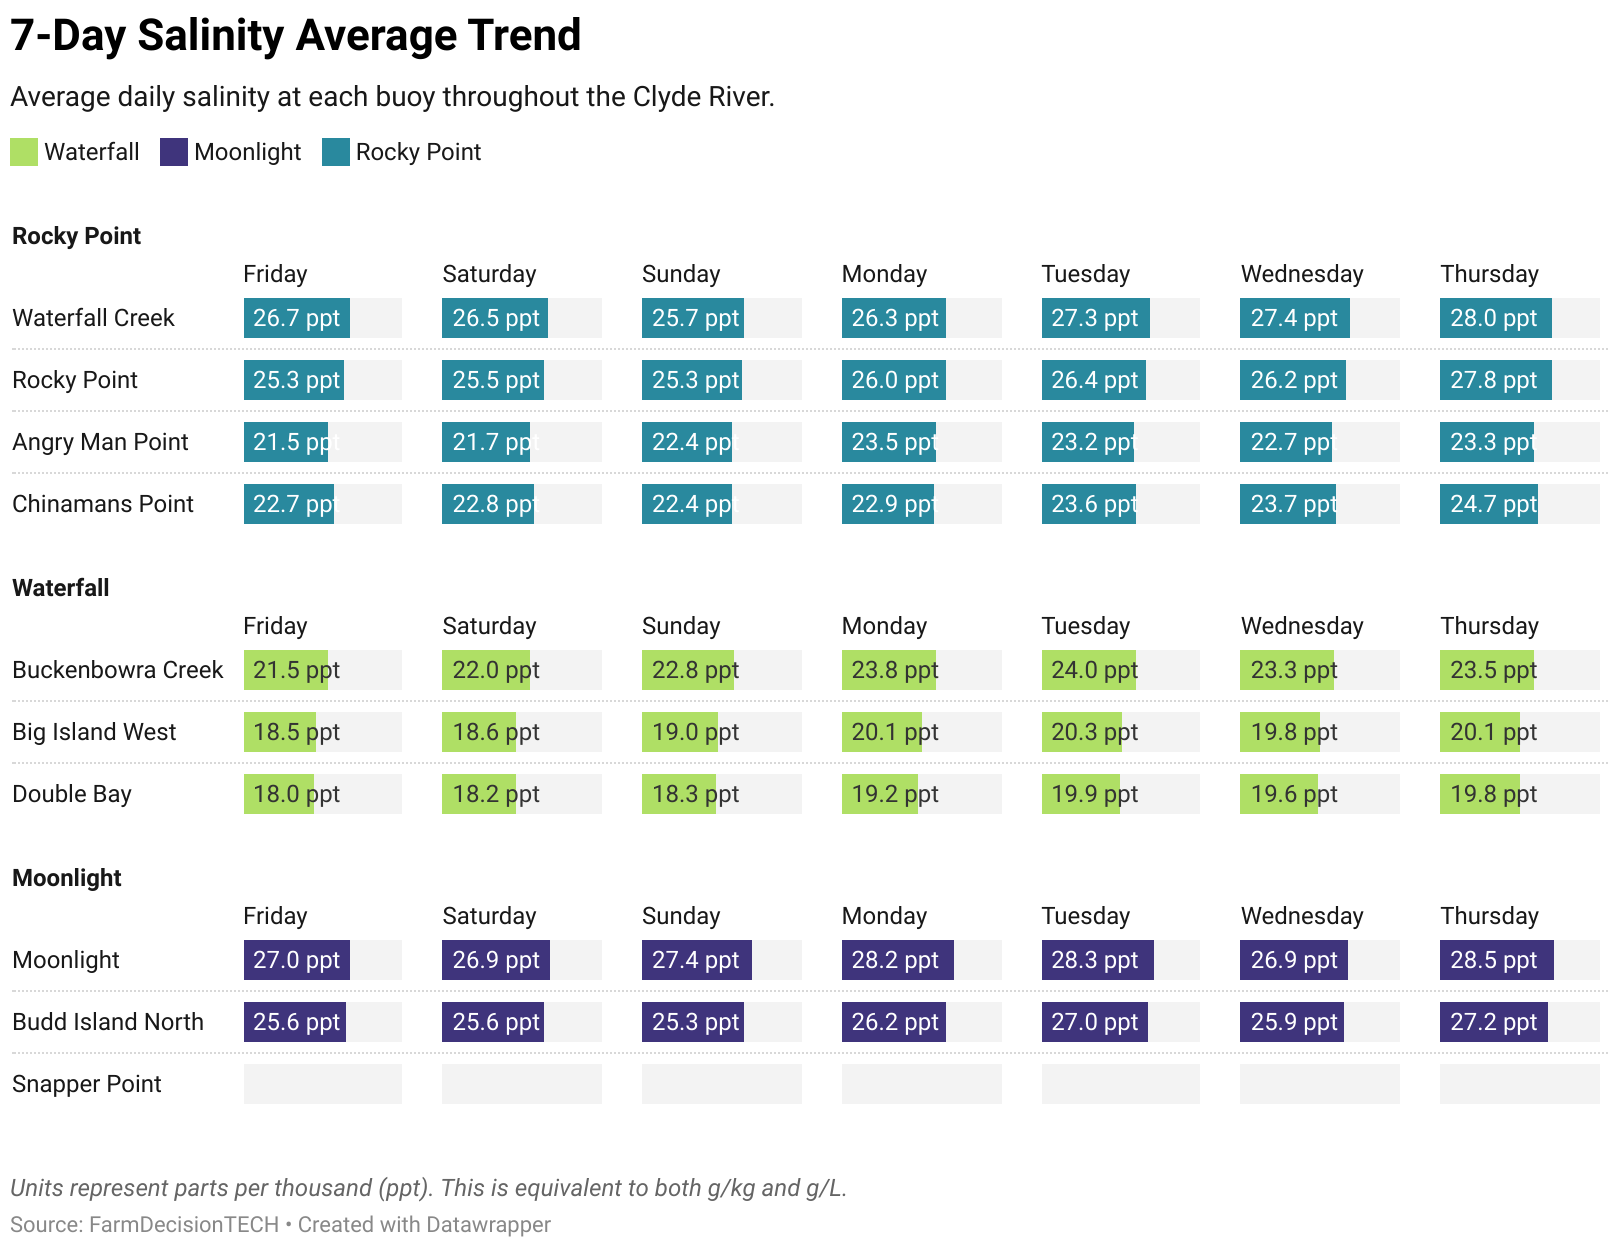 7-Day Salinity Average Trend
Average daily salinity at each buoy throughout the Clyde River.
Waterfall Moonlight Rocky Point
Rocky Point
Friday Saturday Sunday Monday Tuesday Wednesday Thursday
Waterfall Creek 26.7 ppt 26.5 ppt 25.7 ppt 26.3 ppt 27.3 ppt 27.4 ppt 28.0 ppt
Rocky Point 25.3 ppt 25.5 ppt 25.3 ppt 26.0 ppt 26.4 ppt 26.2 ppt 27.8 ppt
Angry Man Point 21.5 ppt 21.7 ppt 22.4 ppt 23.5 ppt 23.2 ppt 22.7 ppt 23.3 ppt
Chinamans Point 22.7 ppt 22.8 ppt 22.4 ppt 22.9 ppt 23.6 ppt 23.7 ppt 24.7 ppt
Waterfall
Friday Saturday Sunday Monday Tuesday Wednesday Thursday
Buckenbowra Creek 21.5 ppt 22.0 ppt 22.8 ppt 23.8 ppt 24.0 ppt 23.3 ppt 23.5 ppt
Big Island West 18.5 ppt 18.6 ppt 19.0 ppt 20.1 ppt 20.3 ppt 19.8 ppt 20.1 ppt
Double Bay 18.0 ppt 18.2 ppt 18.3 ppt 19.2 ppt 19.9 ppt 19.6 ppt 19.8 ppt
Moonlight
Friday Saturday Sunday Monday Tuesday Wednesday Thursday
Moonlight 27.0 ppt 26.9 ppt 27.4 ppt 28.2 ppt 28.3 ppt 26.9 ppt 28.5 ppt
Budd Island North 25.6 ppt 25.6 ppt 25.3 ppt 26.2 ppt 27.0 ppt 25.9 ppt 27.2 ppt
Snapper Point
Units represent parts per thousand (ppt). This is equivalent to both g/kg and g/L.
Source: FarmDecisionTECH • Created with Datawrapper